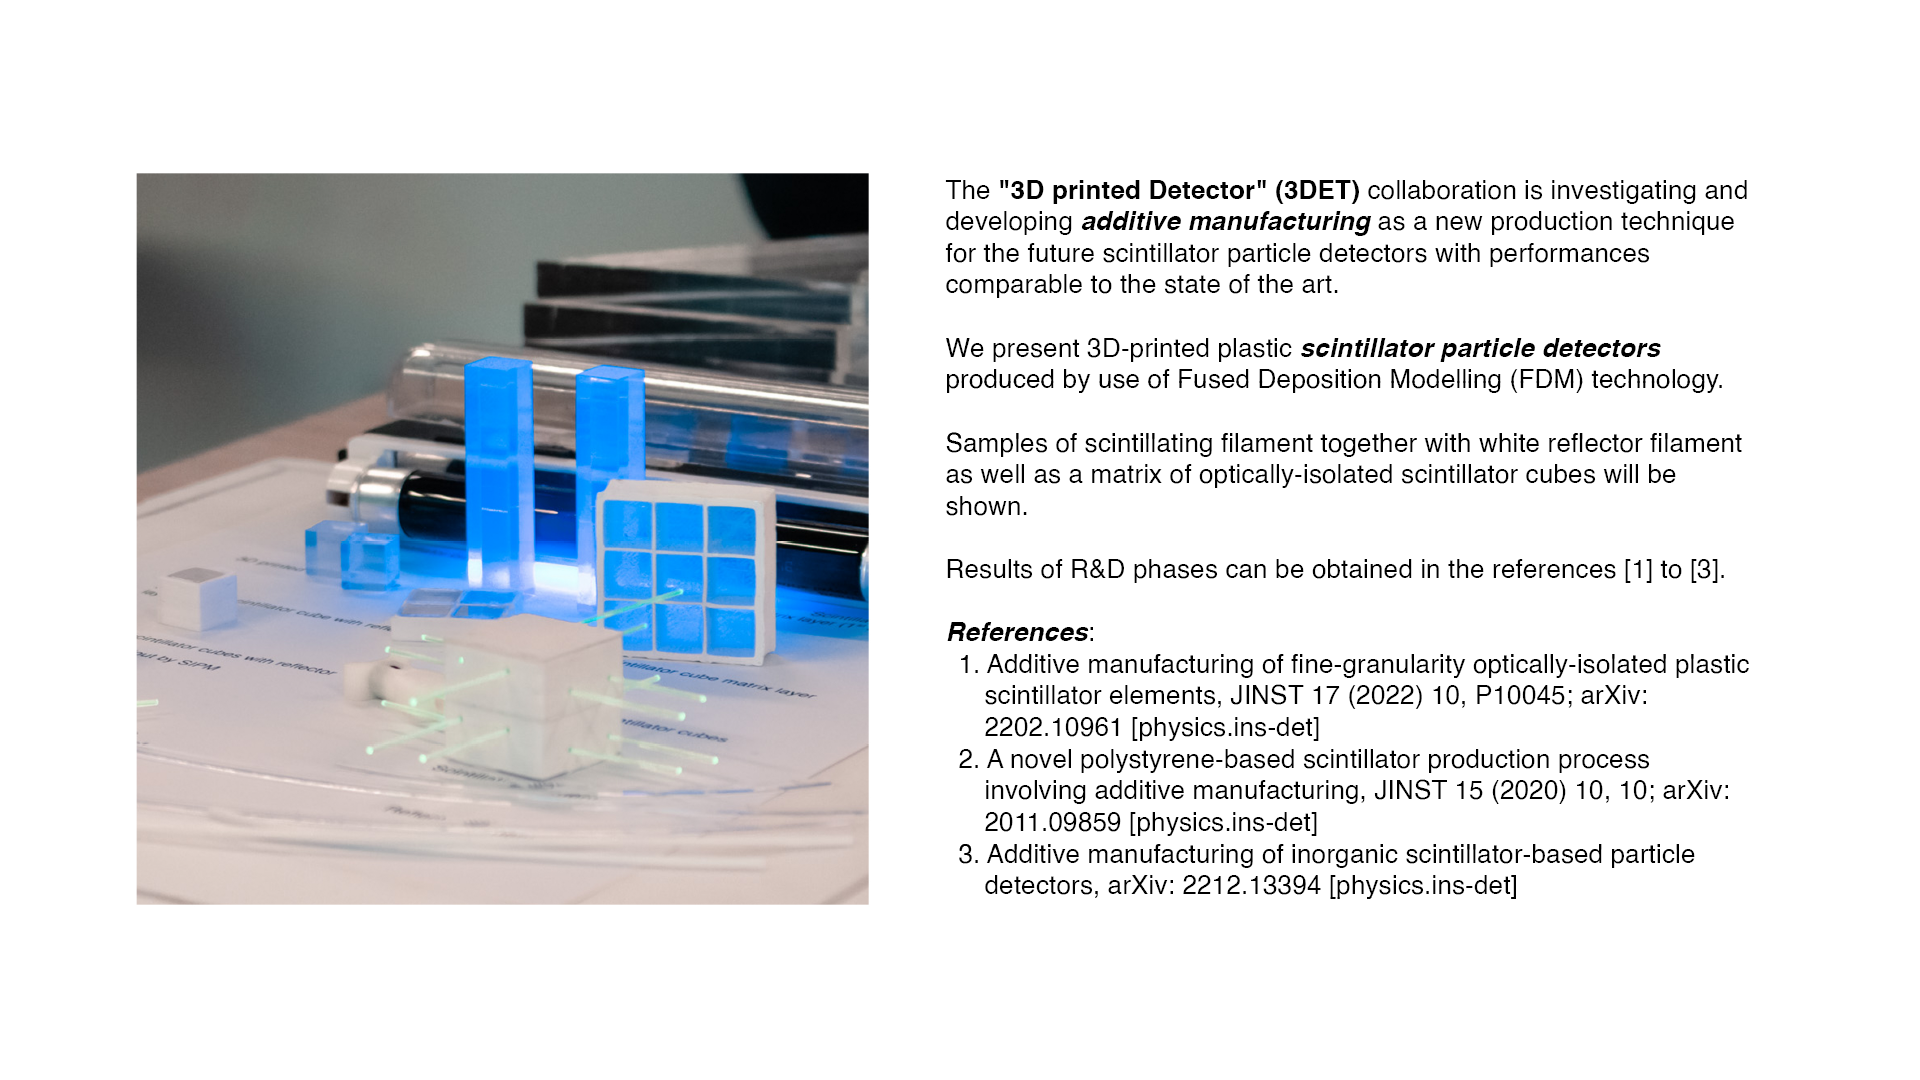 The "3D printed Detector" (3DET) collaboration is investigating and
developing additive manufacturing as a new production technique
for the future scintillator particle detectors with performances
comparable to the state of the art.
We present 3D-printed plastic scintillator particle detectors
produced by use of Fused Deposition Modelling (FDM) technology.
Samples of scintillating filament together with white reflector filament
as well as a matrix of optically-isolated scintillator cubes will be
shown.
Results of R&D phases can be obtained in the references [1] to [3].
References:
1. Additive manufacturing of fine-granularity optically-isolated plastic
scintillator elements, JINST 17 (2022) 10, P10045; arXiv:
2202.10961 [physics.ins-det]
2. A novel polystyrene-based scintillator production process
involving additive manufacturing, JINST 15 (2020) 10, 10; arXiv:
2011.09859 [physics.ins-det]
3. Additive manufacturing of inorganic scintillator-based particle
detectors, arXiv: 2212.13394 [physics.ins-det]
cube with
cubes with reflector
by SIPM
cube matrix layer
cubes